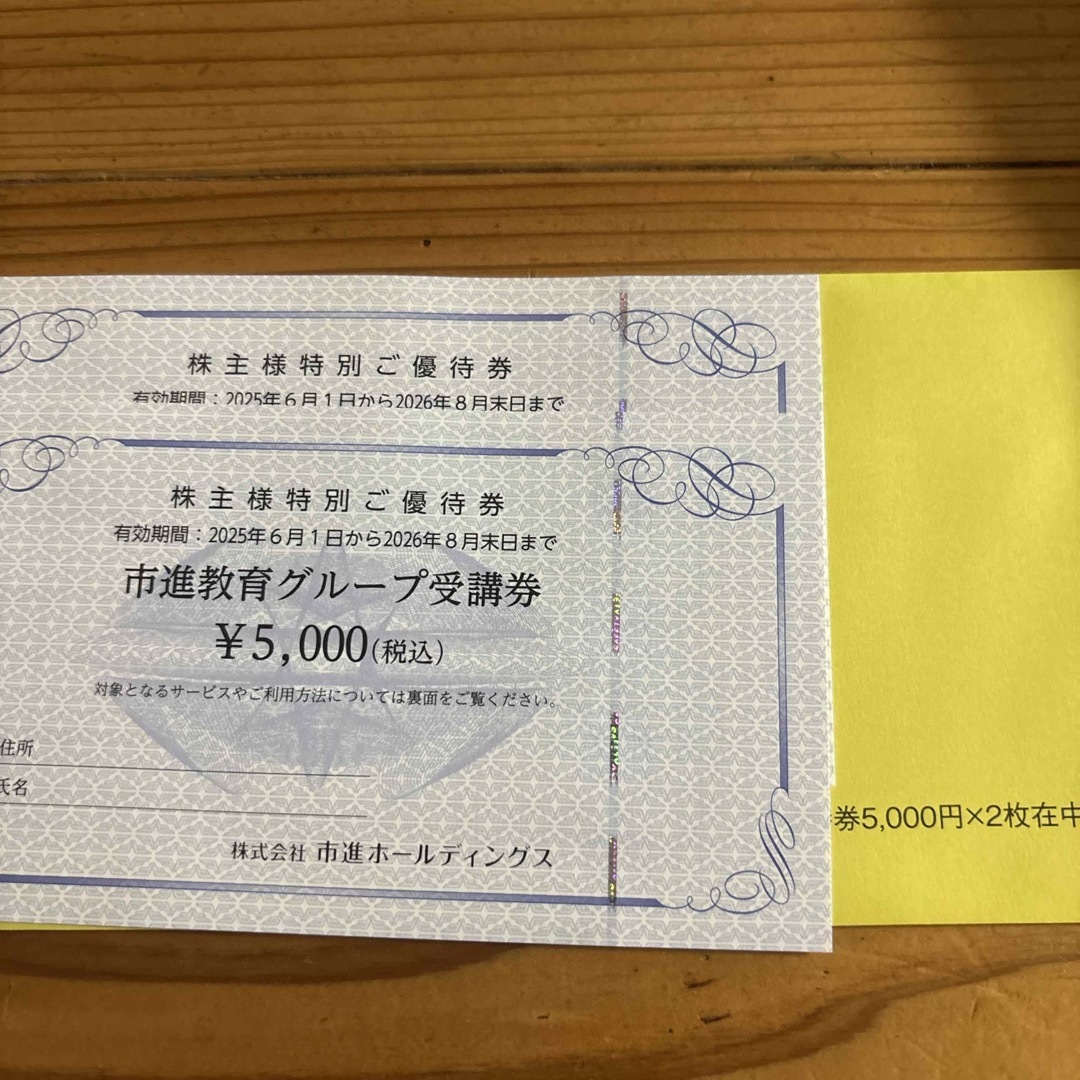 株主様特別ご優待券
有効期間：2025年6月1日から2026年8月末日まで
株主様特別ご優待券
有効期間：2025年6月1日から2026年8月末日まで
市進教育グループ受講券
¥5,000(税込)
対象となるサービスやご利用方法については裏面をご覧ください。
住所
氏名
株式会社 市進ホールディングス
券5,000円×2枚在中